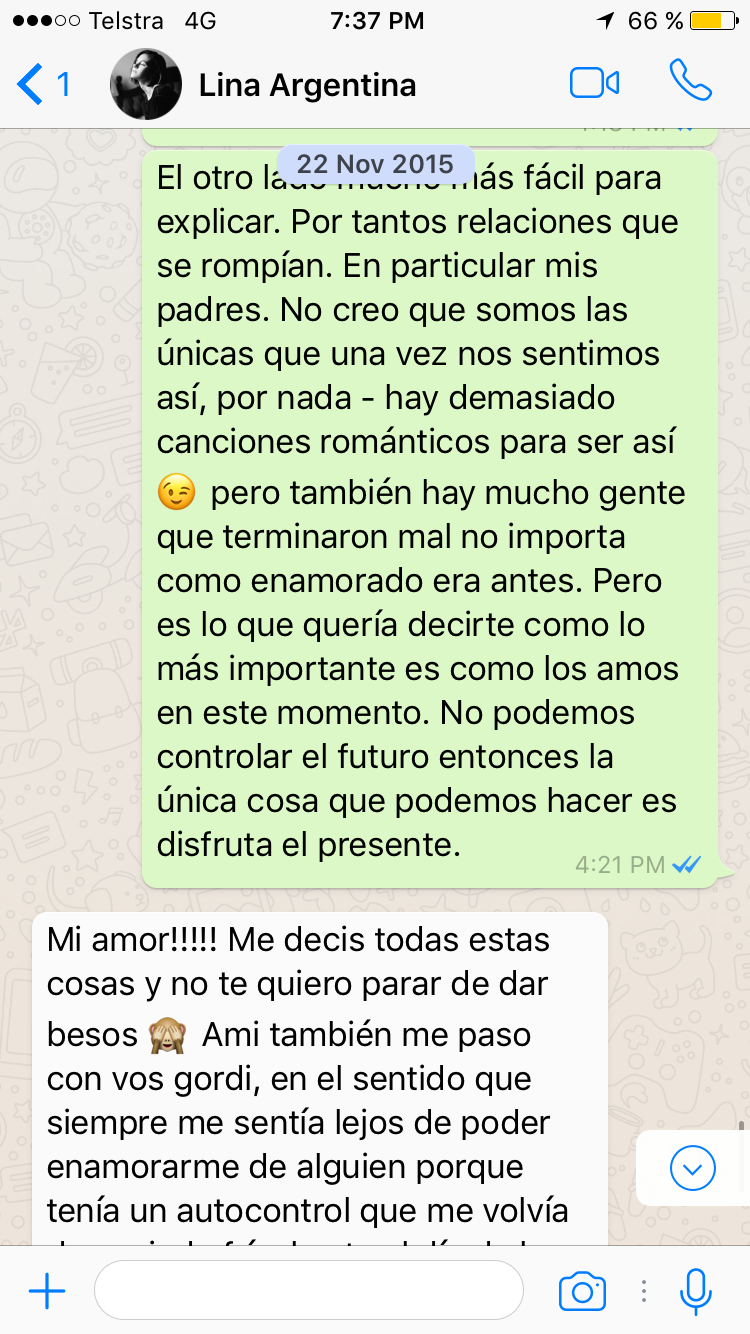 Telstra 4G 7:37 PM 66 %
1 Lina Argentina
22 Nov 2015
El otro más fácil para
explicar. Por tantos relaciones que
se rompían. En particular mis
padres. No creo que somos las
únicas que una vez nos sentimos
así, por nada - hay demasiado
canciones románticos para ser así
😉 pero también hay mucho gente
que terminaron mal no importa
como enamorado era antes. Pero
es lo que quería decirte como lo
más importante es como los amos
en este momento. No podemos
controlar el futuro entonces la
única cosa que podemos hacer es
disfruta el presente.
4:21 PM
Mi amor!!!!! Me decis todas estas
cosas y no te quiero parar de dar
besos 🙈 Ami también me paso
con vos gordi, en el sentido que
siempre me sentía lejos de poder
enamorarme de alguien porque
tenía un autocontrol que me volvía